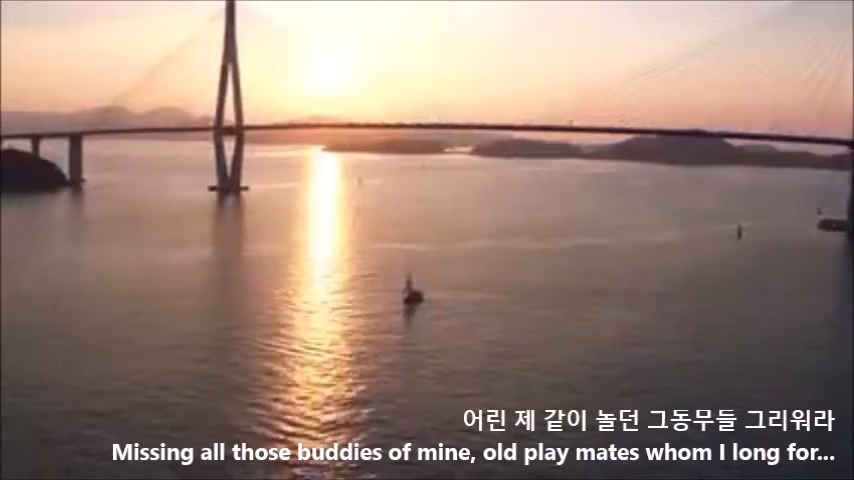 어린 제 같이 놀던 그동무들 그리워라
Missing all those buddies of mine, old play mates whom I long for...